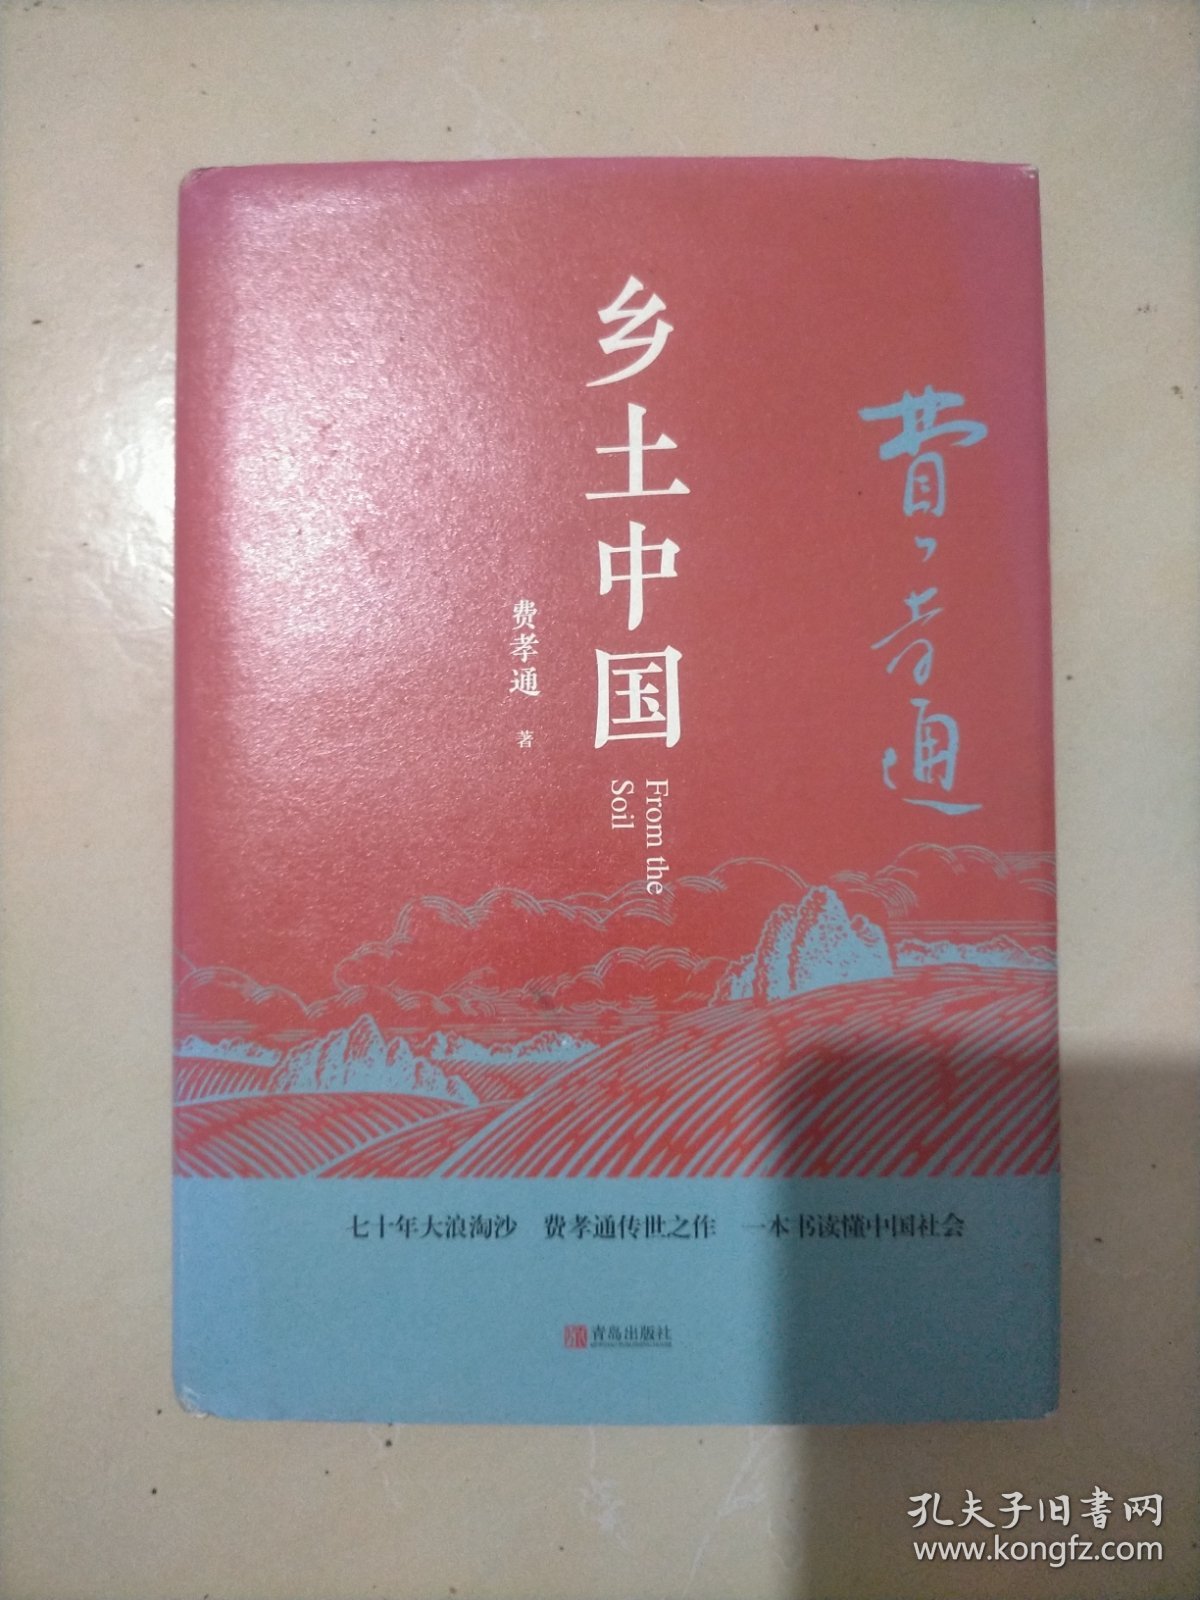 乡土中国
From the
Soil
费孝通 著
費孝通
七十年大浪淘沙 费孝通传世之作 一本书读懂中国社会
青岛出版社
孔夫子旧书网
www.kongfz.com